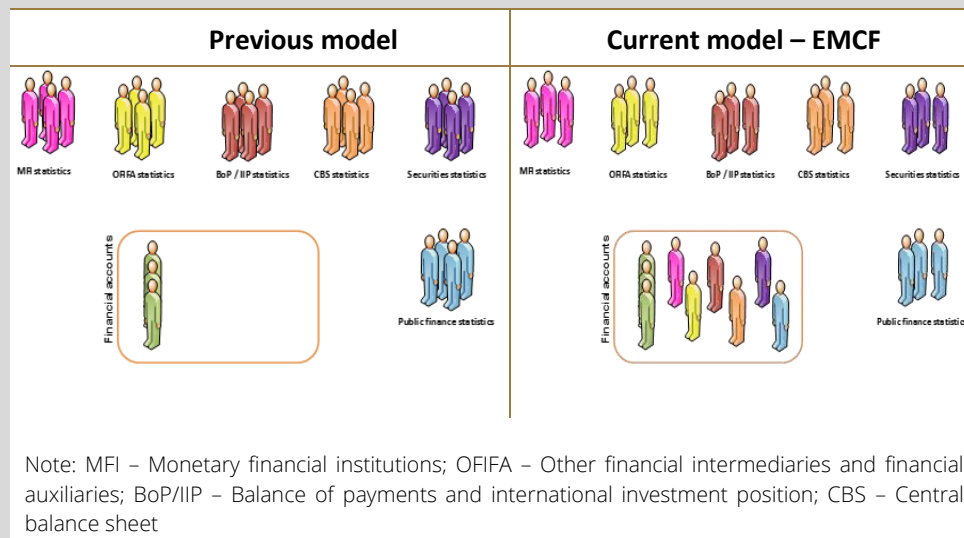 Previous model
Current model – EMCF
MFI statistics
OFIFA statistics
BoP / IIP statistics
CBS statistics
Securities statistics
MFI statistics
OFIFA statistics
BoP / IIP statistics
CBS statistics
Securities statistics
Financial accounts
Public finance statistics
Financial accounts
Public finance statistic
Note: MFI – Monetary financial institutions; OFIFA – Other financial intermediaries and financial
auxiliaries; BoP/IIP – Balance of payments and international investment position; CBS – Central
balance sheet